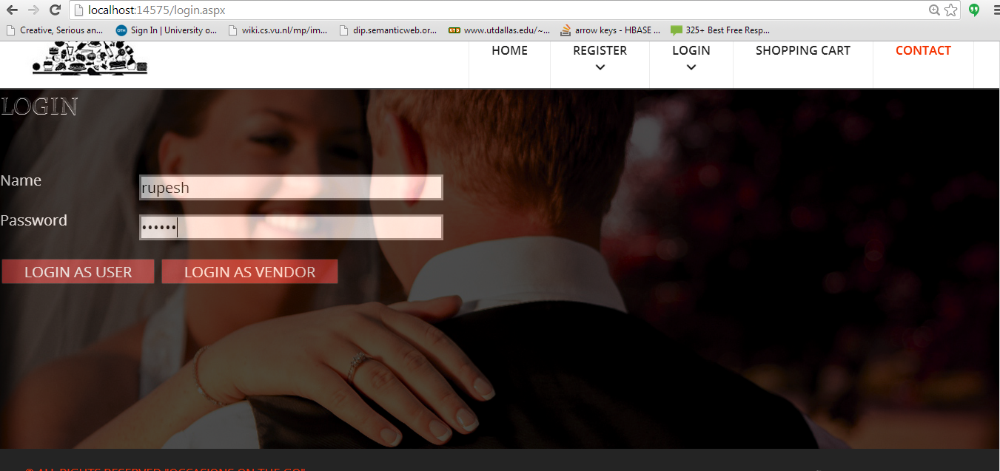 localhost:14575/login.aspx
Creative, Serious an... Sign In | University o... wiki.cs.vu.nl/mp/im... dip.semanticweb.or... UTD www.utdallas.edu/~... arrow keys - HBASE ... 325+ Best Free Resp...
HOME REGISTER LOGIN SHOPPING CART CONTACT
LOGIN
Name rupesh
Password ••••••
LOGIN AS USER LOGIN AS VENDOR
© ALL RIGHTS RESERVED "OCCASIONS ON THE GO"